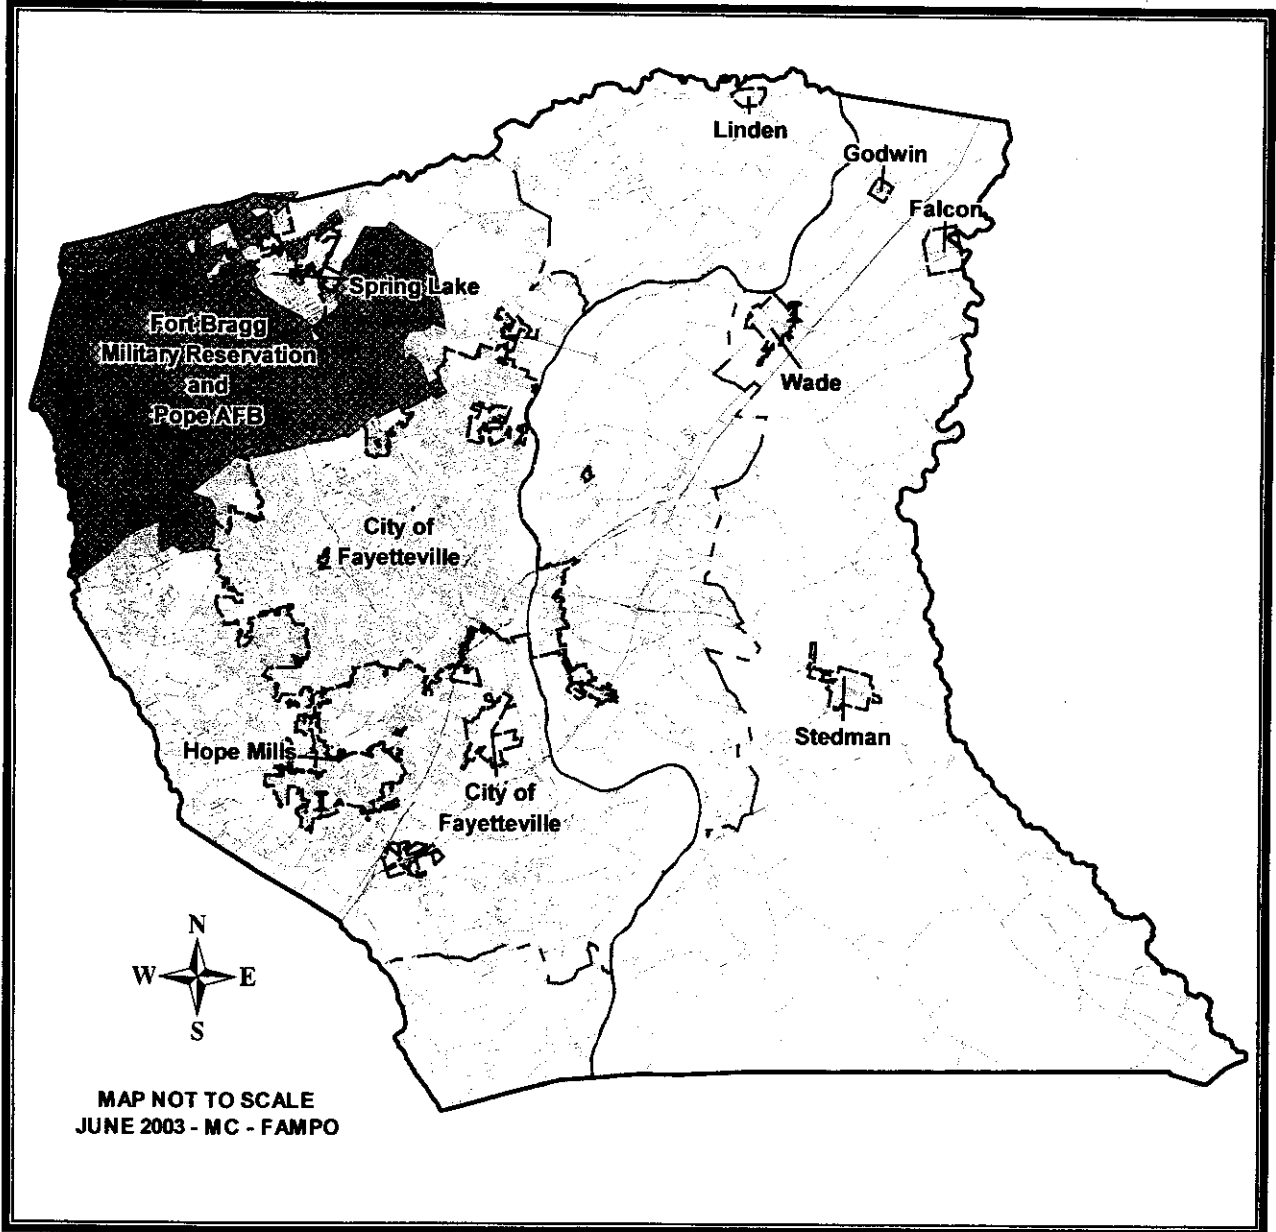 Linden
Godwin
Falcon
Spring Lake
Fort Bragg
Military Reservation
and
Pope AFB
Wade
City of
Fayetteville
Stedman
Hope Mills
City of
Fayetteville
N
W E
S
MAP NOT TO SCALE
JUNE 2003 - MC - FAMPO